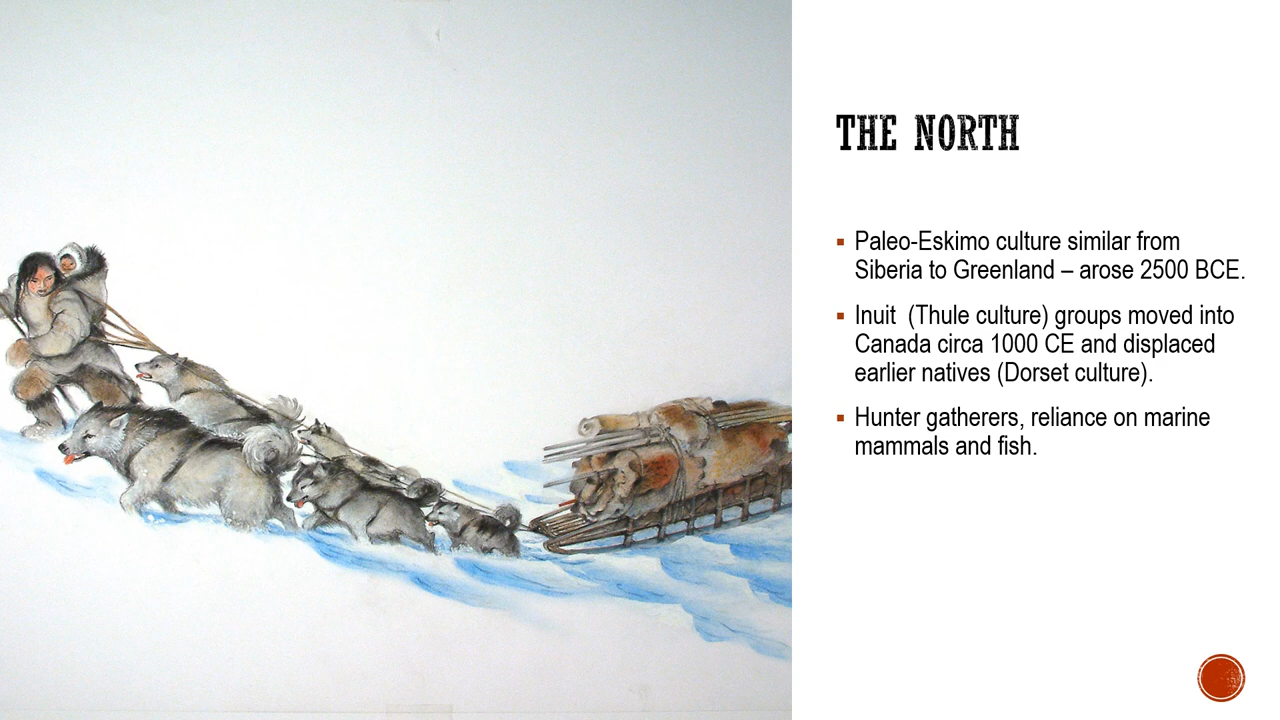 THE NORTH
▪ Paleo-Eskimo culture similar from
Siberia to Greenland – arose 2500 BCE.
▪ Inuit  (Thule culture) groups moved into
Canada circa 1000 CE and displaced
earlier natives (Dorset culture).
▪ Hunter gatherers, reliance on marine
mammals and fish.